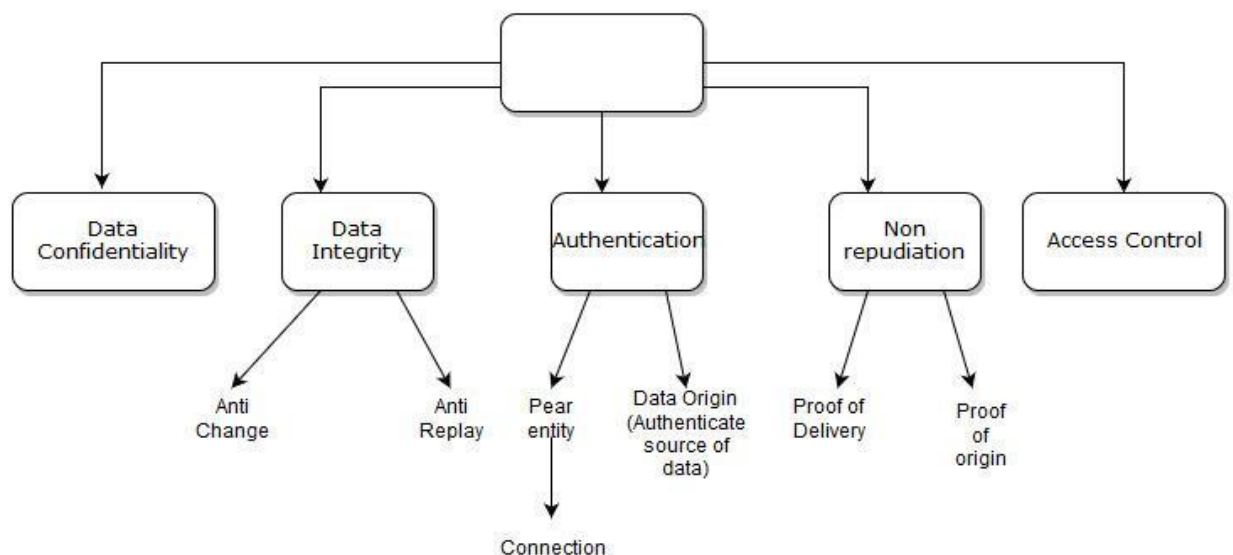 Data
Confidentiality
Data
Integrity
Authentication
Non
repudiation
Access Control
Anti
Change
Anti
Replay
Pear
entity
Data Origin
(Authenticate
source of
data)
Proof of
Delivery
Proof
of
origin
Connection